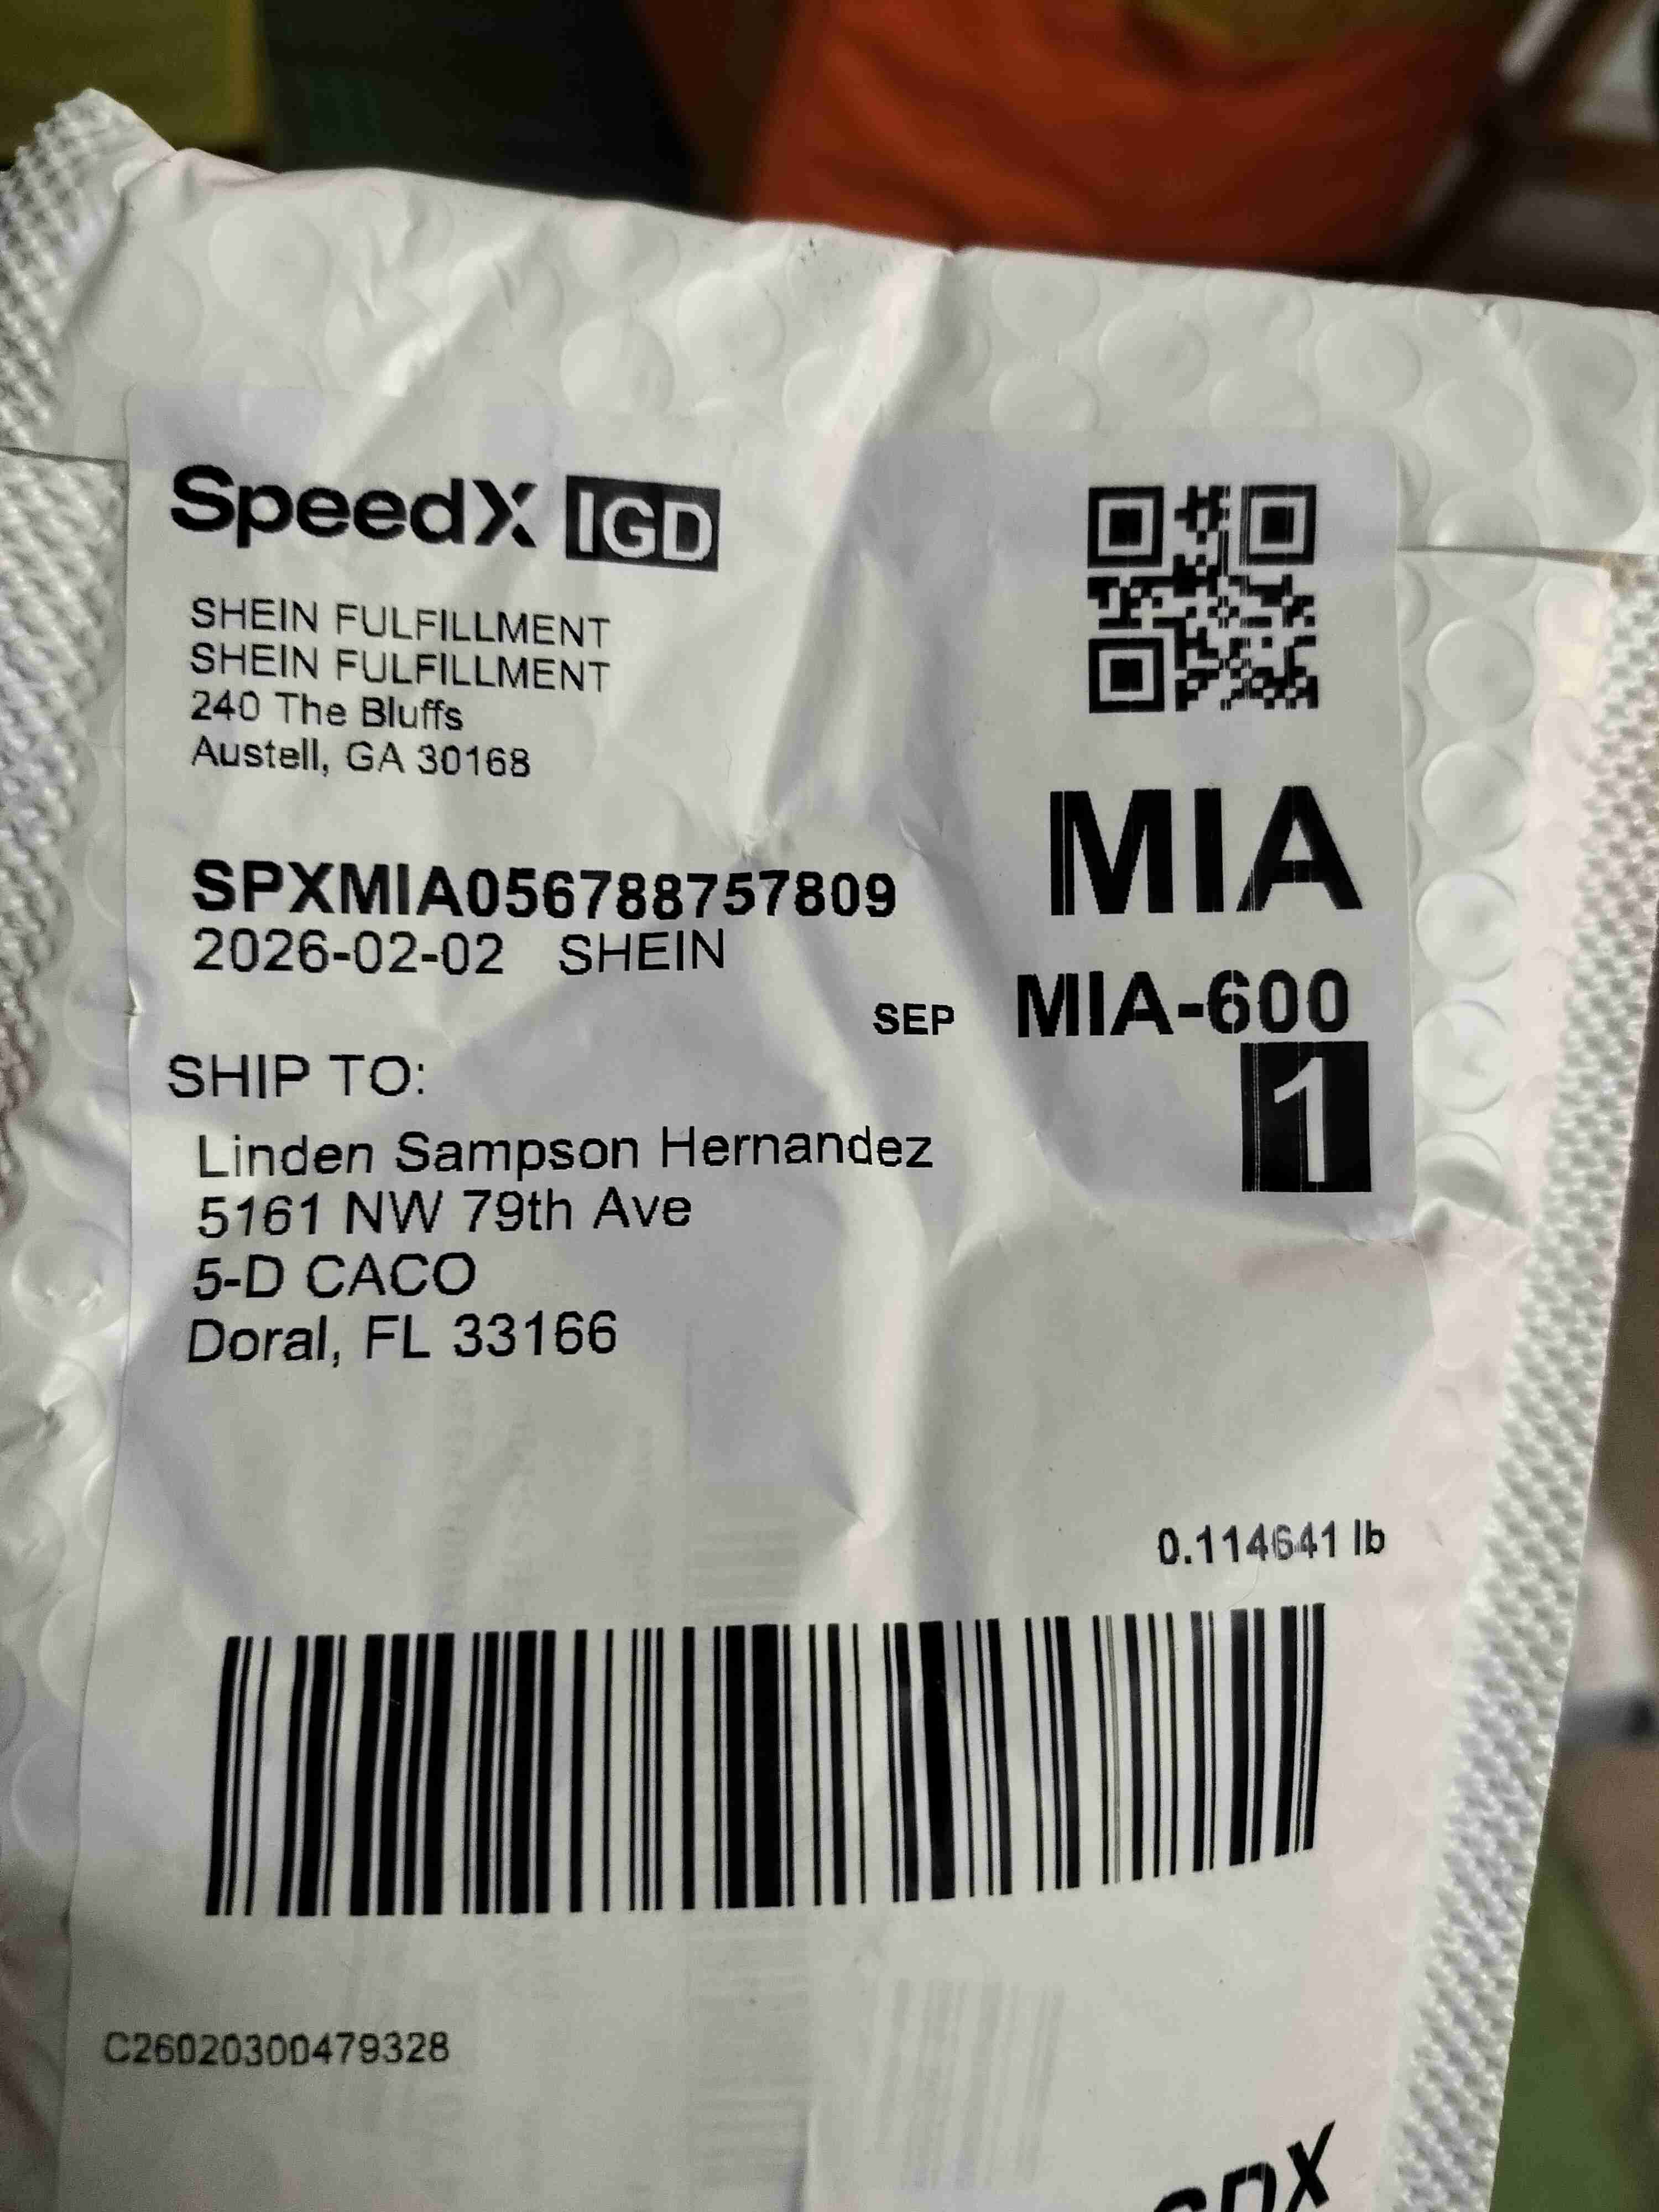 SpeedX IGD
SHEIN FULFILLMENT
SHEIN FULFILLMENT
240 The Bluffs
Austell, GA 30168
MIA
SPXMIA056788757809
2026-02-02 SHEIN
SEP MIA-600
1
SHIP TO:
Linden Sampson Hernandez
5161 NW 79th Ave
5-D CACO
Doral, FL 33166
0.114641 lb
C26020300479328